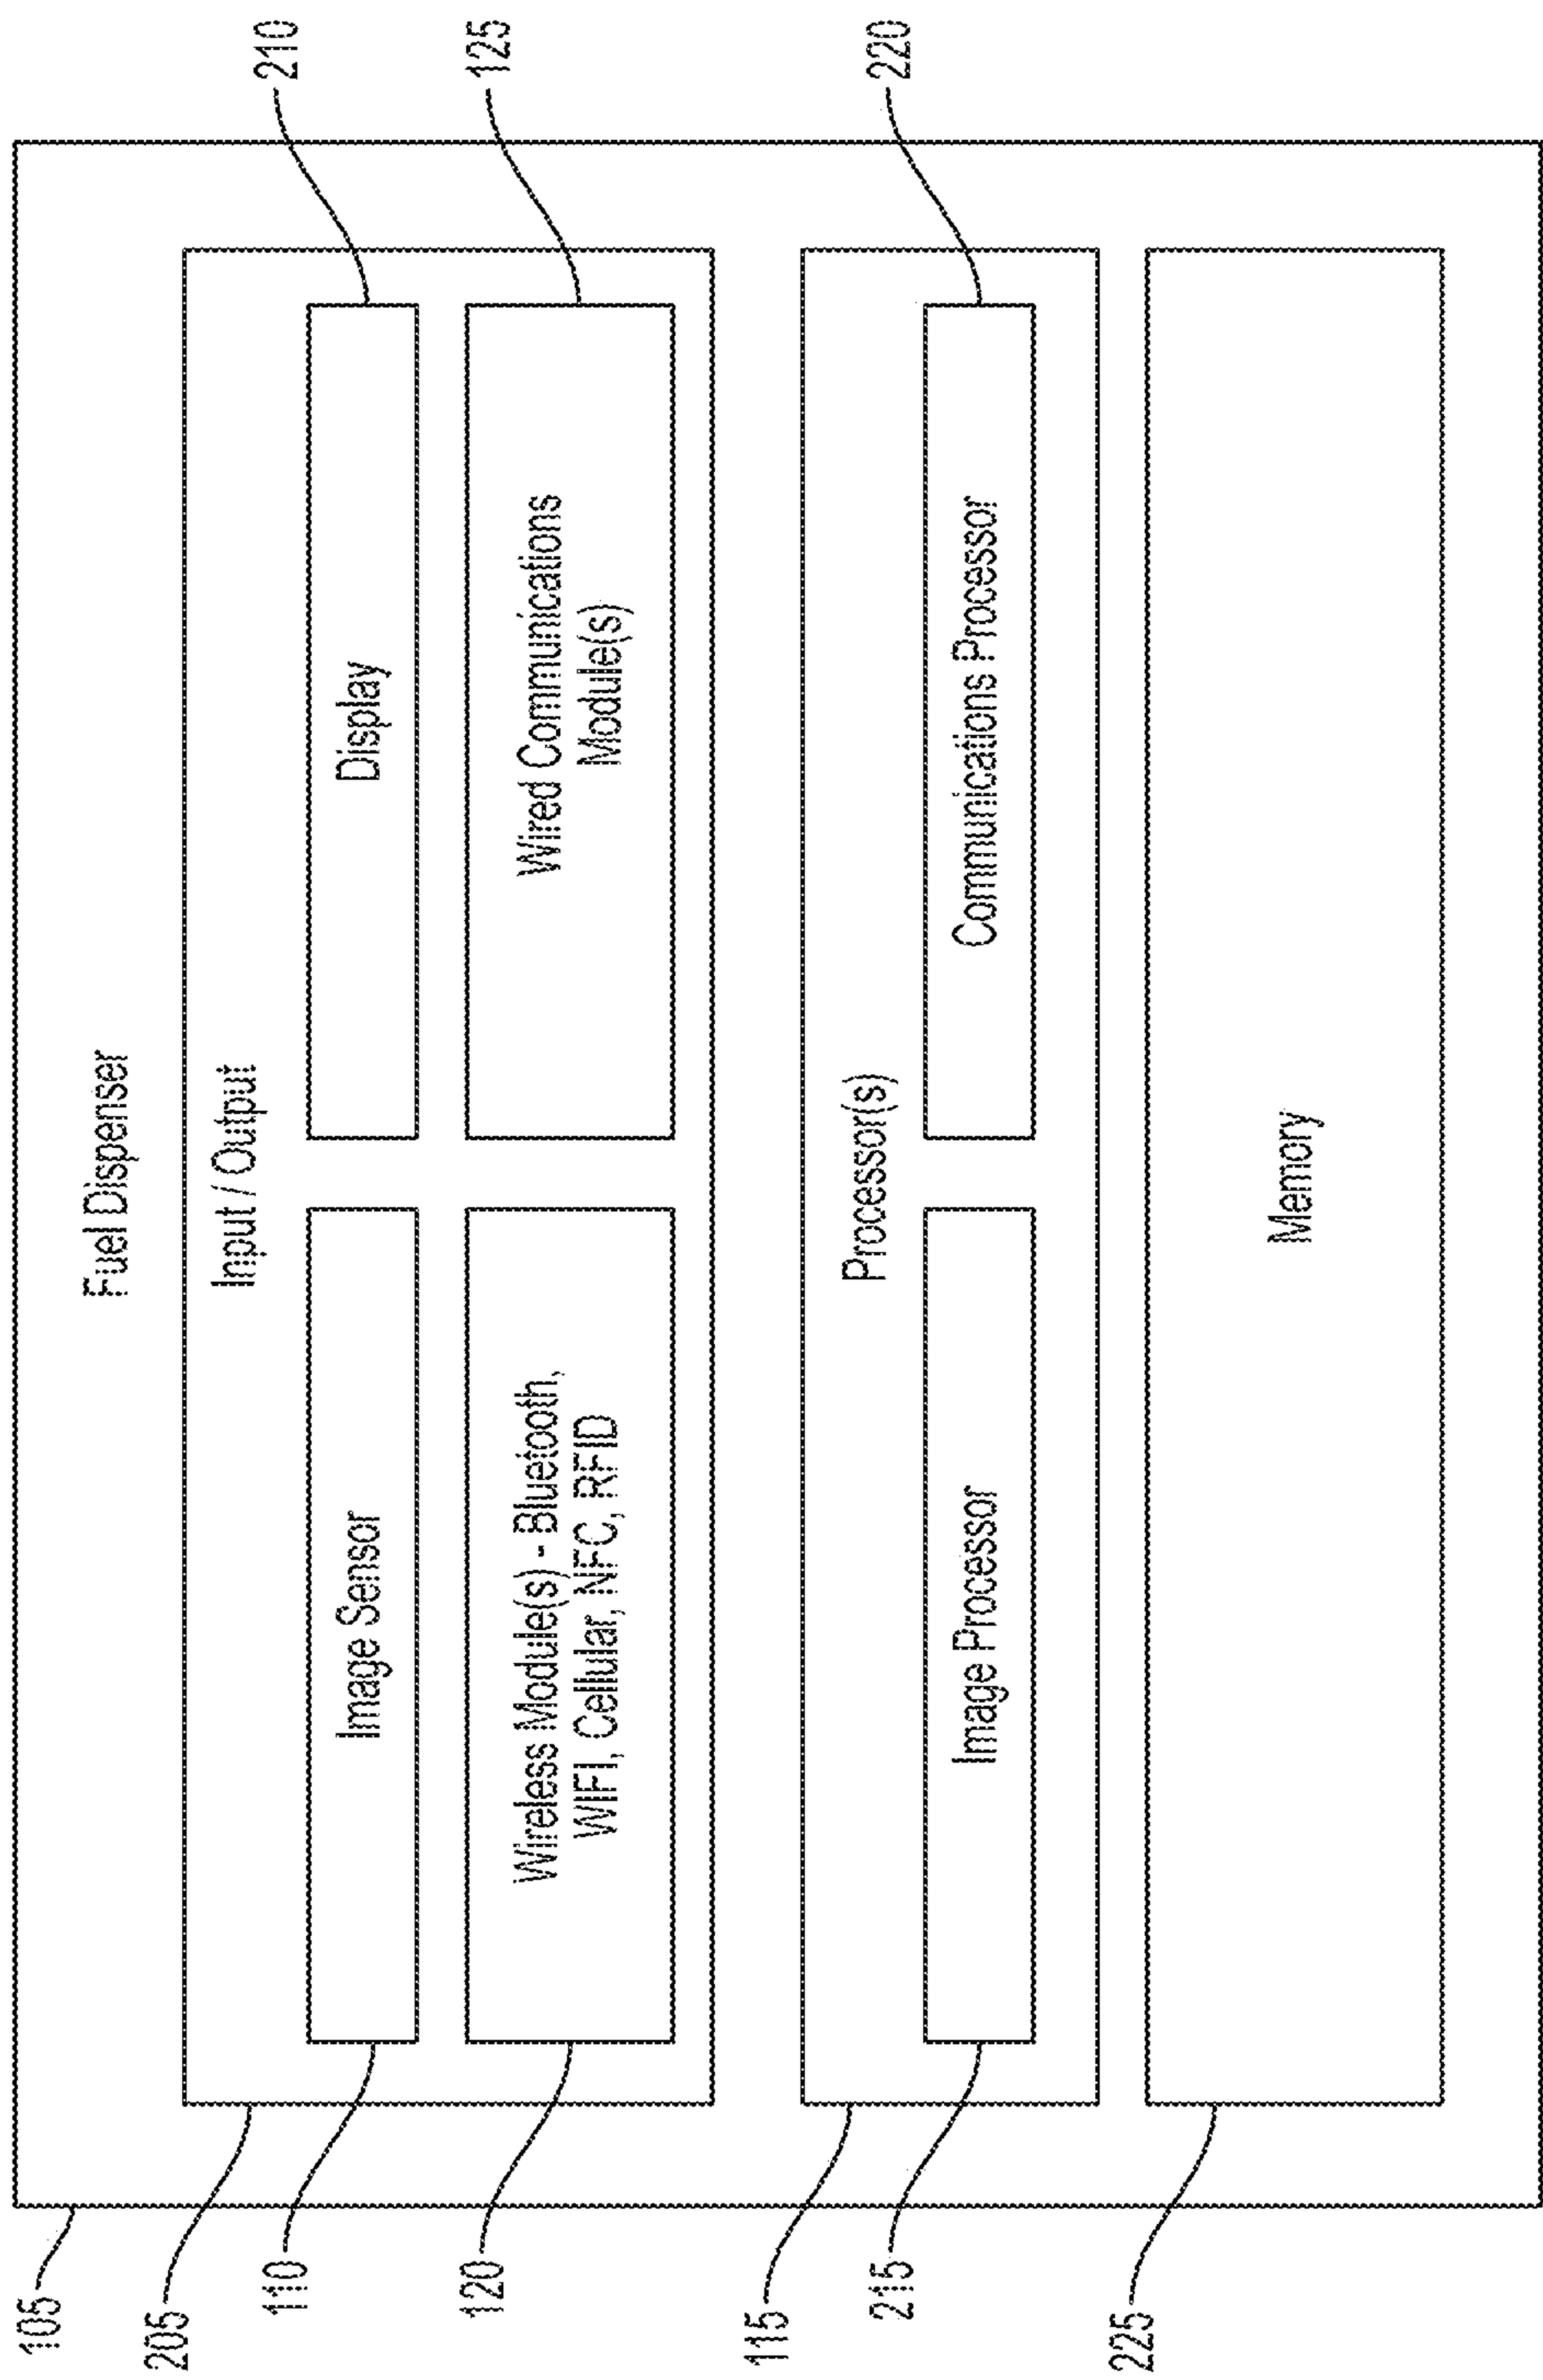 Fuel Dispenser
105
Input / Output
205
Image Sensor
110
Display
210
Wireless Module(s) - Bluetooth,
WIFI, Cellular, NFC, RFID
120
Wired Communications
Module(s)
125
Processor(s)
115
Image Processor
215
Communications Processor
220
Memory
225